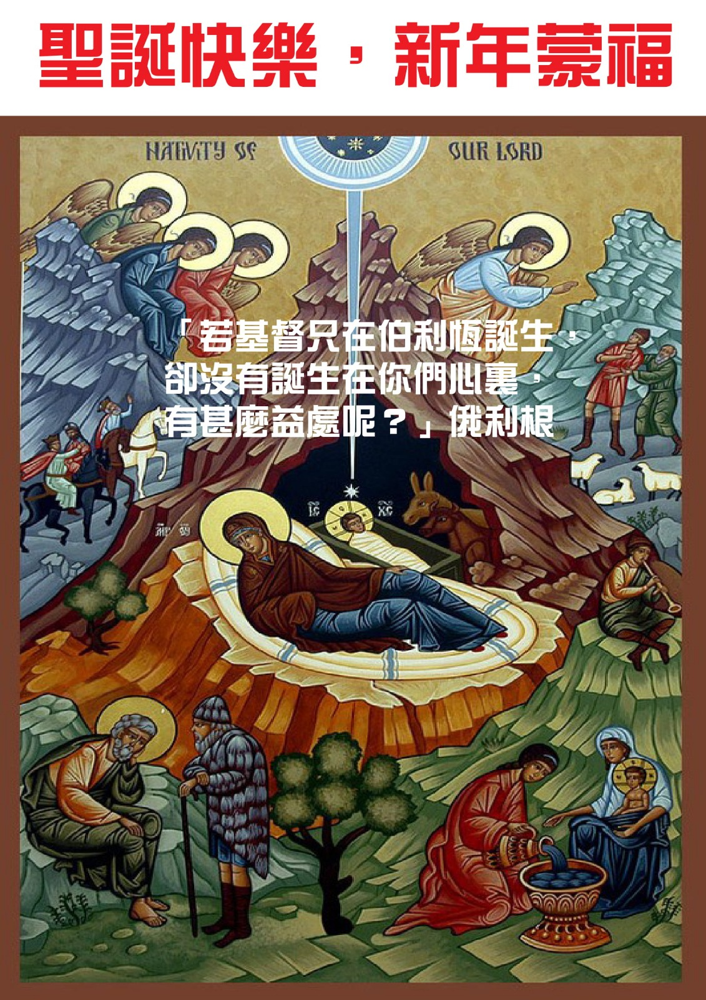 聖誕快樂，新年蒙福
NATIVITY OF OUR LORD
「若基督只在伯利恆誕生，
卻沒有誕生在你們心裏，
有甚麼益處呢？」俄利根
IC XC